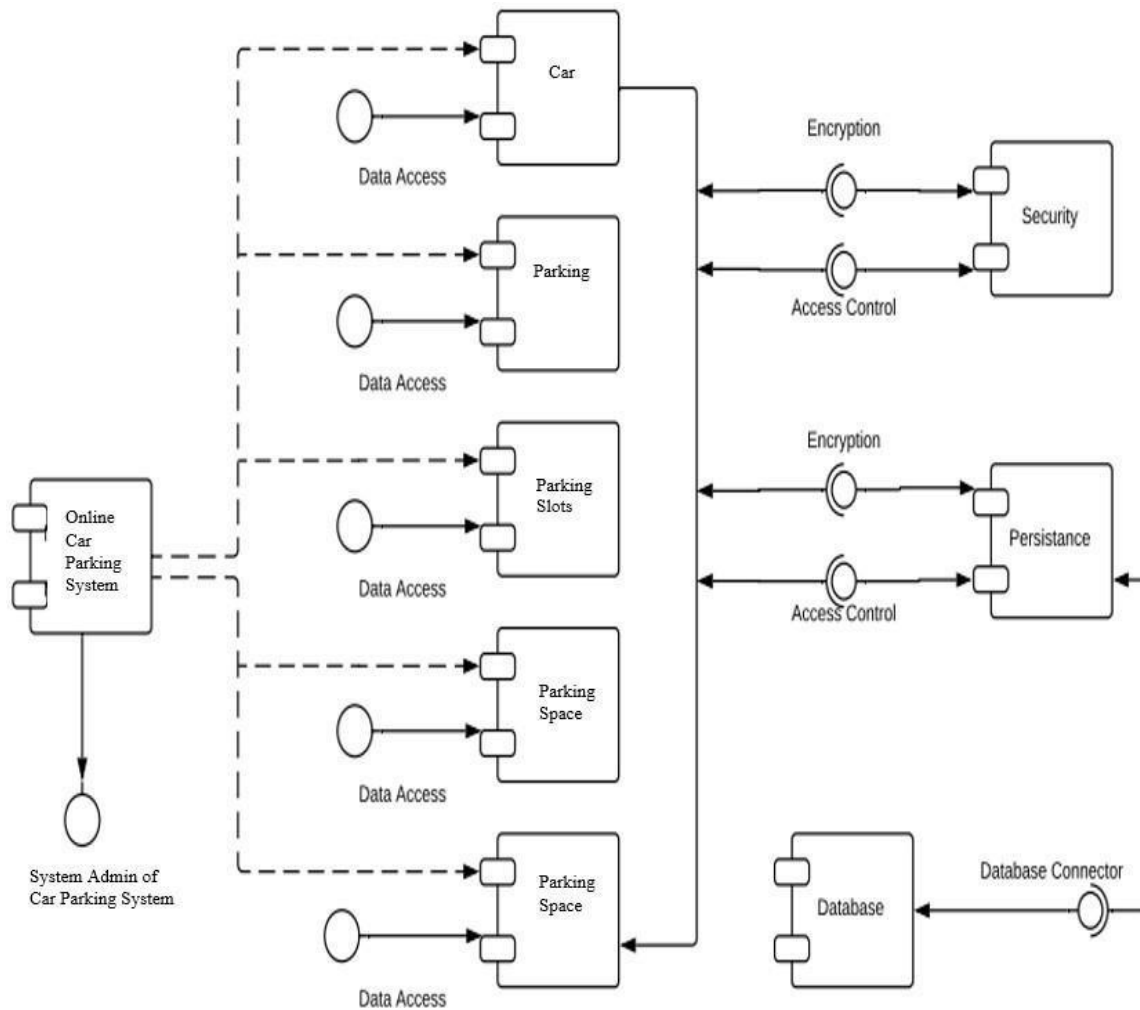 Car
Data Access
Encryption
Security
Access Control
Parking
Data Access
Encryption
Persistance
Access Control
Parking
Slots
Data Access
Online
Car
Parking
System
Parking
Space
Data Access
System Admin of
Car Parking System
Parking
Space
Data Access
Database
Database Connector